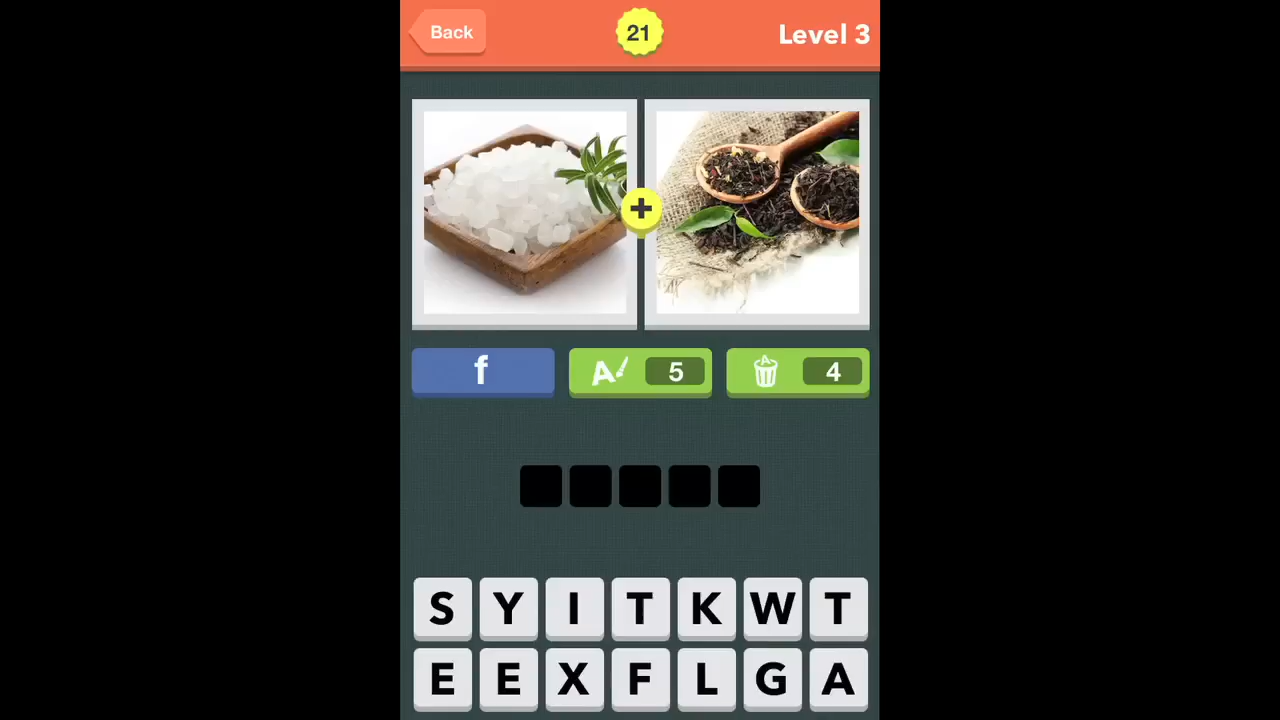 Back 21 Level 3
+
f A 5 A 4
S Y I T K W T
E E X F L G A